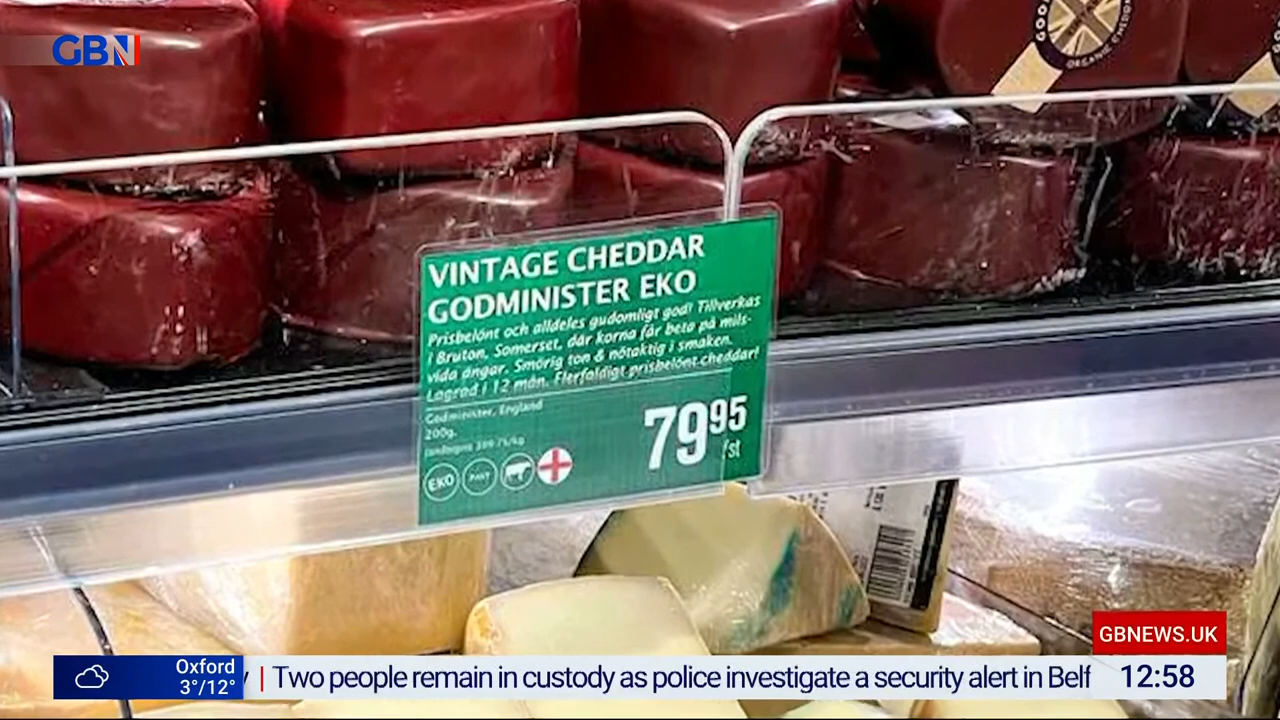 GBN
GOD
ORGANIC CHEDDAR
VINTAGE CHEDDAR
GODMINISTER EKO
Prisbelönt och alldeles gudomligt god! Tillverkas
i Bruton, Somerset, där korna får beta på mils-
vida ängar. Smörig ton & nötaktig i smaken.
Lagrad i 12 mån. Flerfaldigt prisbelönt cheddar!
Godminister, England
200g.
79 95
/st
EKO
PAST
GBNEWS.UK
Oxford
3°/12°
Two people remain in custody as police investigate a security alert in Belf
12:58